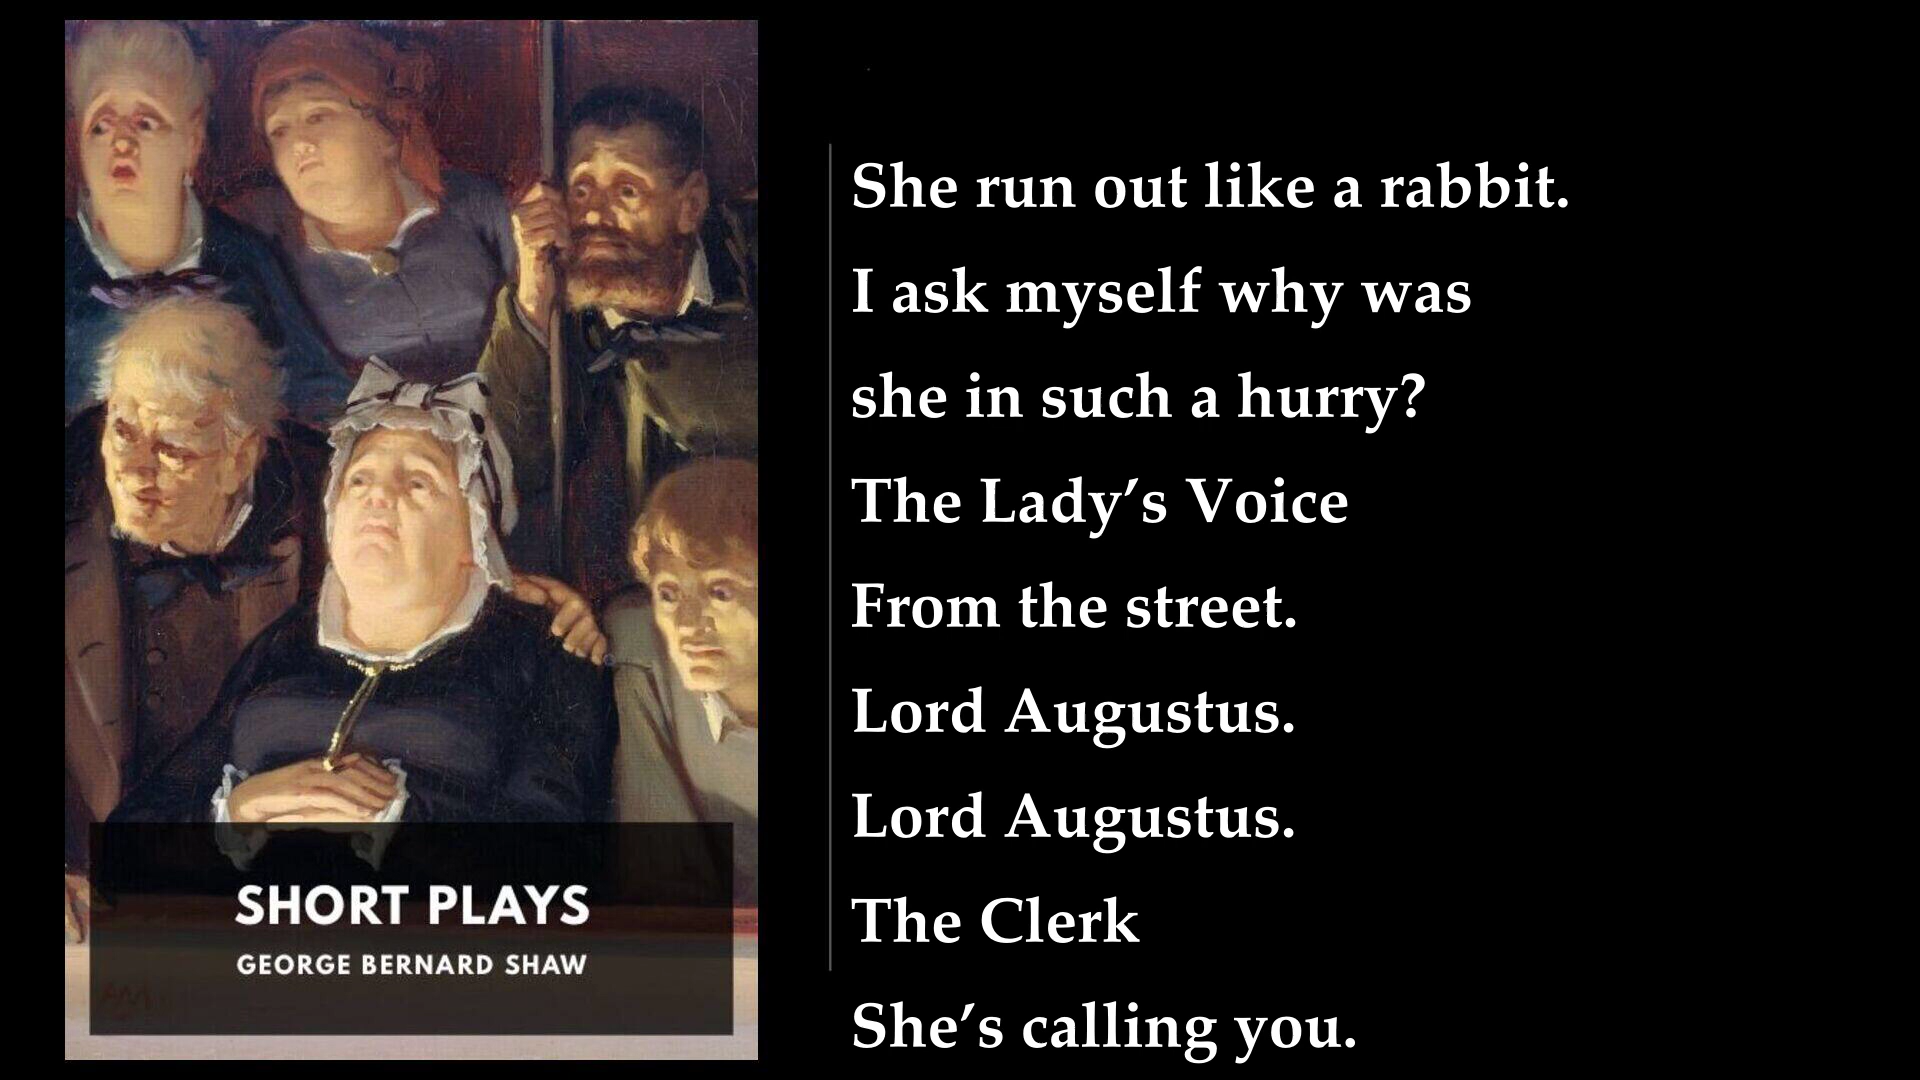 SHORT PLAYS
GEORGE BERNARD SHAW
She run out like a rabbit.
I ask myself why was
she in such a hurry?
The Lady’s Voice
From the street.
Lord Augustus.
Lord Augustus.
The Clerk
She’s calling you.